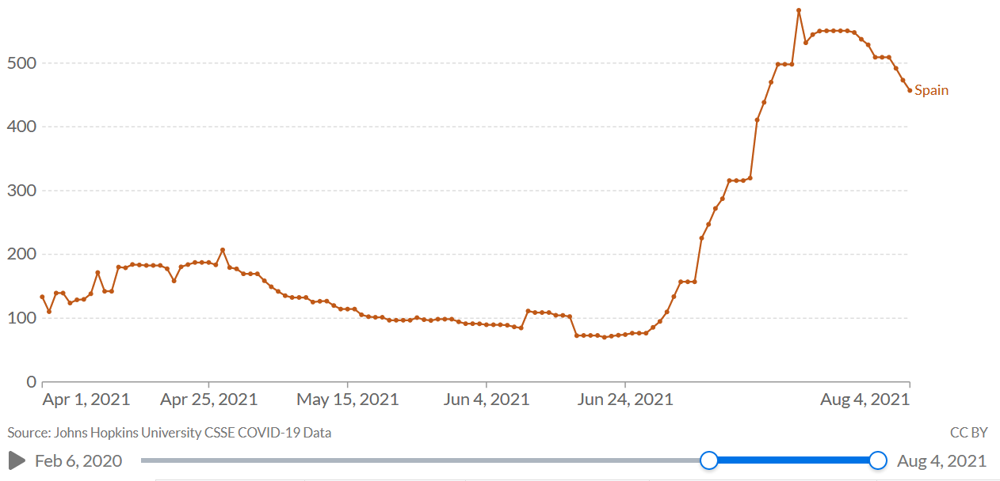 500
Spain
400
300
200
100
0
Apr 1, 2021 Apr 25, 2021 May 15, 2021 Jun 4, 2021 Jun 24, 2021 Aug 4, 2021
Source: Johns Hopkins University CSSE COVID-19 Data CC BY
Feb 6, 2020 Aug 4, 2021